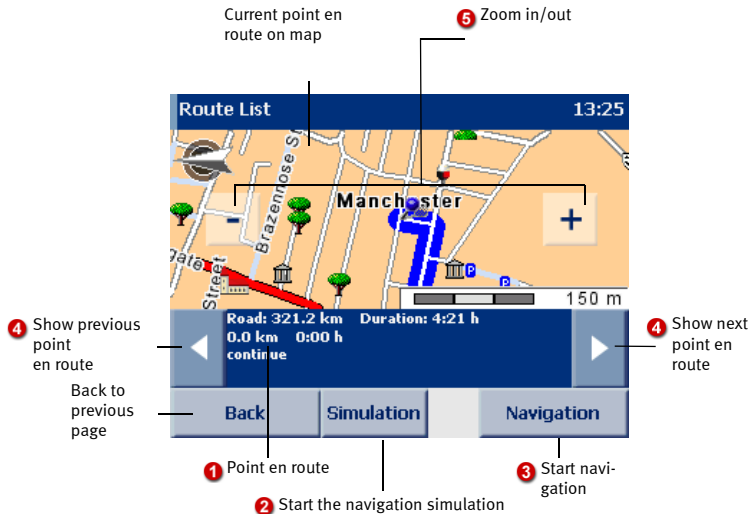 Current point en
route on map
5 Zoom in/out
Route List 13:25
Brazennose St
Manchester
- +
gate
Street
P
P
150 m
4 Show previous
point
en route
Road: 321.2 km Duration: 4:21 h
0.0 km 0:00 h
continue
4 Show next
point en
route
Back to
previous
page
Back Simulation Navigation
1 Point en route
3 Start navi-
gation
2 Start the navigation simulation